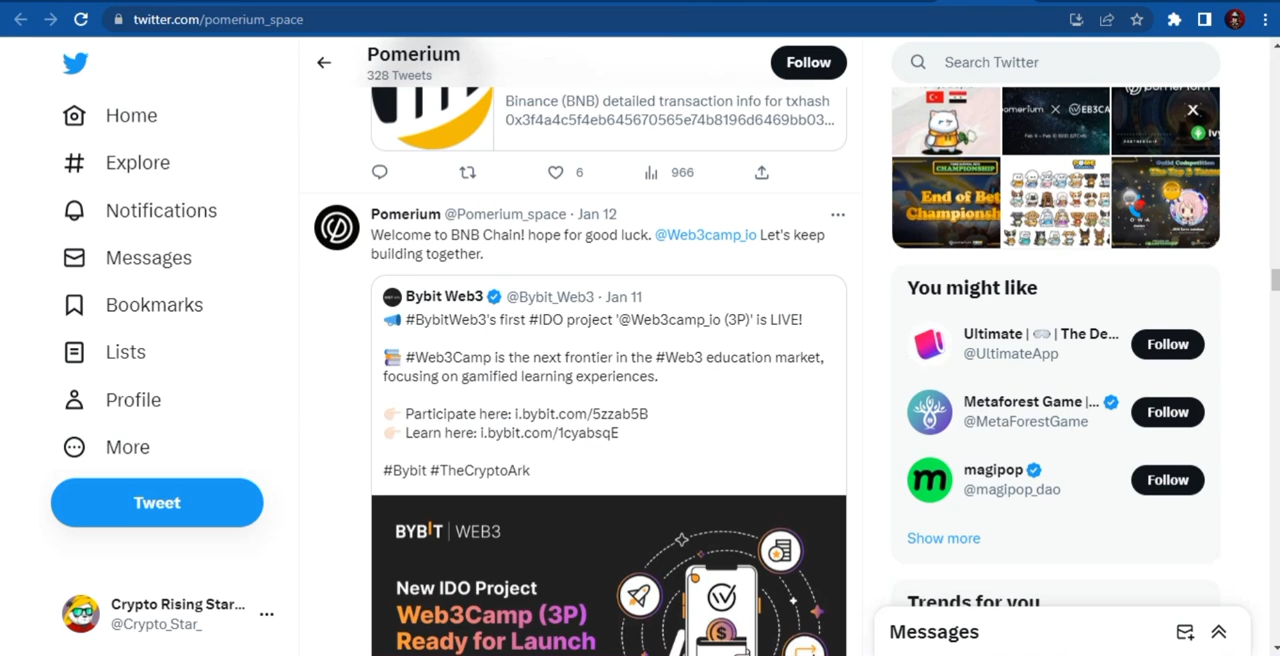 twitter.com/pomerium_space
Home
Explore
Notifications
Messages
Bookmarks
Lists
Profile
More
Tweet
Crypto Rising Star...
@Crypto_Star_
Pomerium
328 Tweets
Follow
Binance (BNB) detailed transaction info for txhash
0x3f4a4c5f4eb645670565e74b8196d6469bb03...
6
966
Pomerium @Pomerium_space · Jan 12
Welcome to BNB Chain! hope for good luck. @Web3camp_io Let's keep
building together.
Bybit Web3 @Bybit_Web3 · Jan 11
📣 #BybitWeb3's first #IDO project '@Web3camp_io (3P)' is LIVE!
📚 #Web3Camp is the next frontier in the #Web3 education market,
focusing on gamified learning experiences.
👉🏻 Participate here: i.bybit.com/5zzab5B
👉🏻 Learn here: i.bybit.com/1cyabsqE
#Bybit #TheCryptoArk
BYBIT | WEB3
New IDO Project
Web3Camp (3P)
Ready for Launch
Search Twitter
CHAMPIONSHIP
End of Bet
Championsh
Guild Competition
The Top 3 Team
You might like
Ultimate | 🥽 | The De...
@UltimateApp
Follow
Metaforest Game |...
@MetaForestGame
Follow
magipop
@magipop_dao
Follow
Show more
Trends for you
Messages